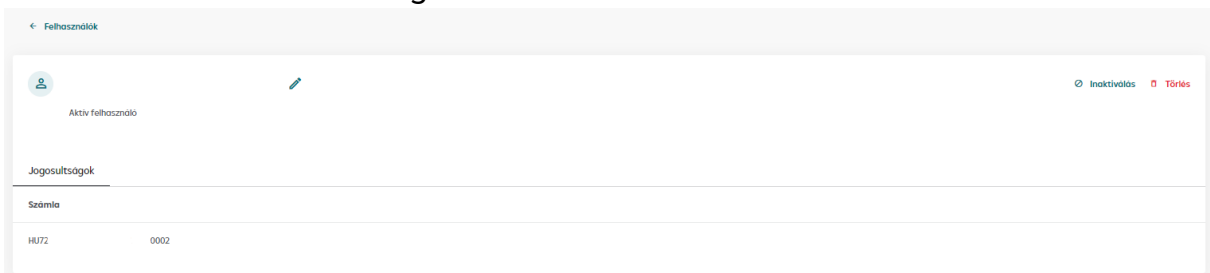 ← Felhasználók
Inaktiválás Törlés
Aktív felhasználó
Jogosultságok
Számla
HU72 0002